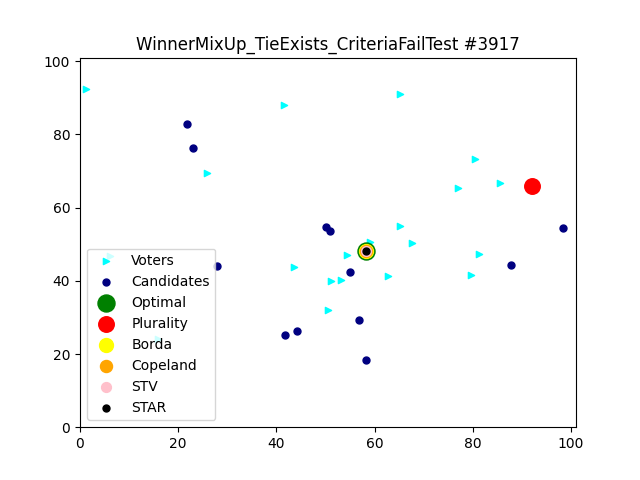 WinnerMixUp_TieExists_CriteriaFailTest #3917
100
80
60
40
20
0
Voters
Candidates
Optimal
Plurality
Borda
Copeland
STV
STAR
0 20 40 60 80 100